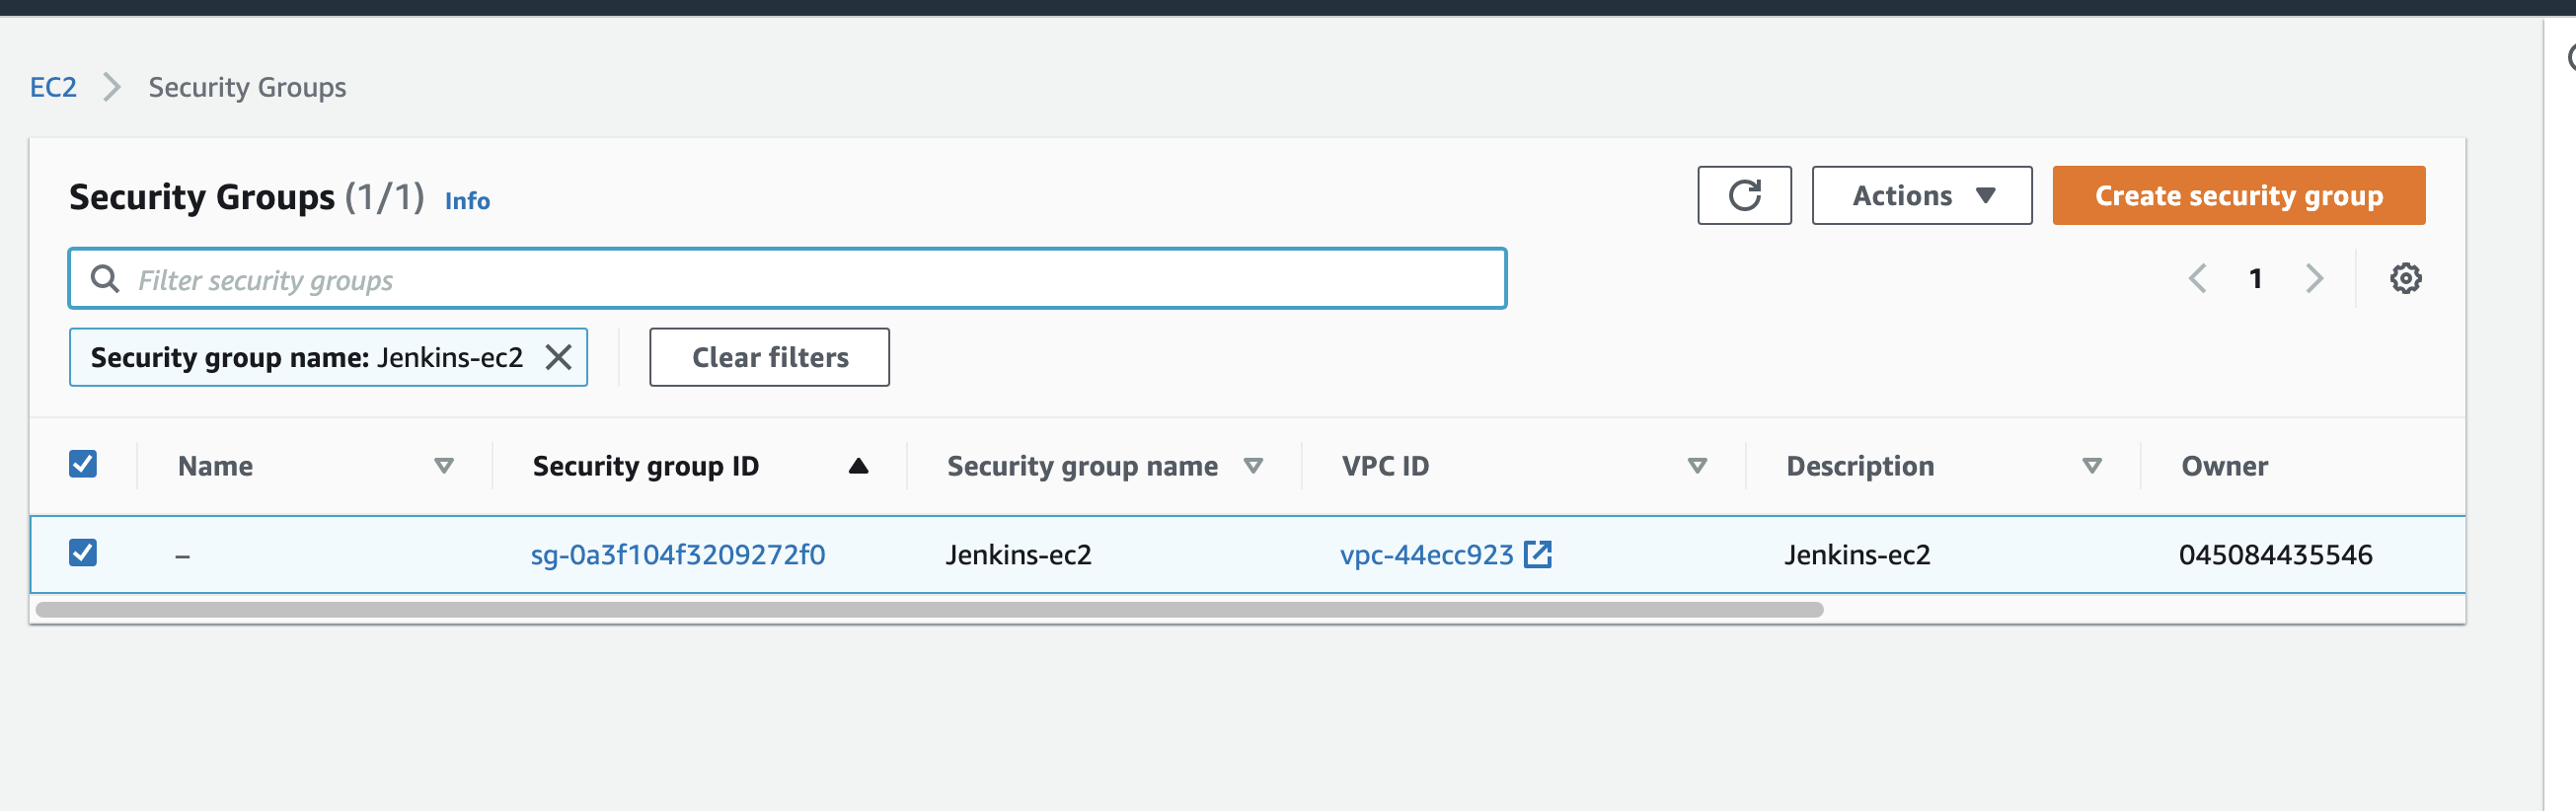 EC2 Security Groups
Security Groups (1/1) Info
Actions
Create security group
Filter security groups
1
Security group name: Jenkins-ec2
Clear filters
Name Security group ID Security group name VPC ID Description Owner
– sg-0a3f104f3209272f0 Jenkins-ec2 vpc-44ecc923 Jenkins-ec2 045084435546